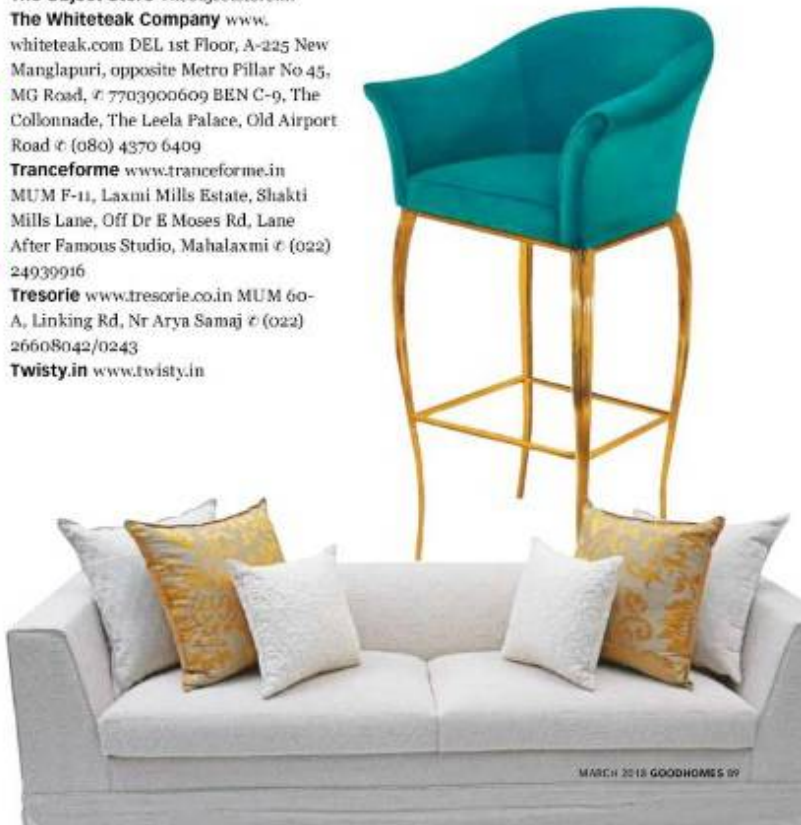 The Whiteteak Company www.
whiteteak.com DEL 1st Floor, A-225 New
Manglapuri, opposite Metro Pillar No 45,
MG Road, ✆ 7703900609 BEN C-9, The
Collonnade, The Leela Palace, Old Airport
Road ✆ (080) 4370 6409
Tranceforme www.tranceforme.in
MUM F-11, Laxmi Mills Estate, Shakti
Mills Lane, Off Dr E Moses Rd, Lane
After Famous Studio, Mahalaxmi ✆ (022)
24939916
Tresorie www.tresorie.co.in MUM 60-
A, Linking Rd, Nr Arya Samaj ✆ (022)
26608042/0243
Twisty.in www.twisty.in
MARCH 2018 GOODHOMES 89